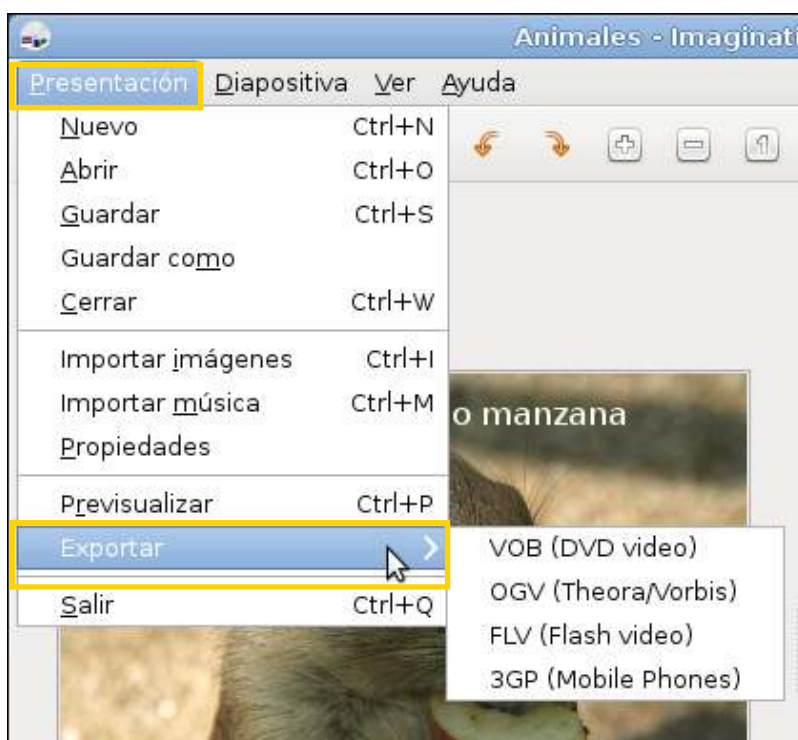 Animales - Imaginati
Presentación Diapositiva Ver Ayuda
Nuevo Ctrl+N
Abrir Ctrl+O
Guardar Ctrl+S
Guardar como
Cerrar Ctrl+W
Importar imágenes Ctrl+I
Importar música Ctrl+M
o manzana
Propiedades
Previsualizar Ctrl+P
Exportar
VOB (DVD video)
OGV (Theora/Vorbis)
FLV (Flash video)
3GP (Mobile Phones)
Salir Ctrl+Q